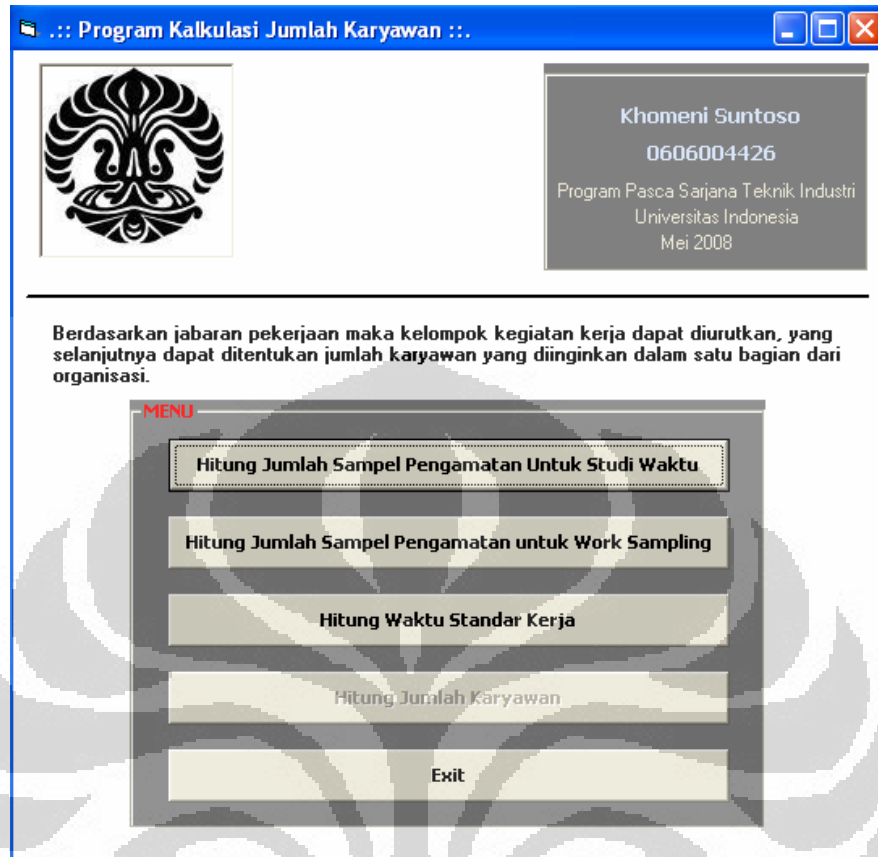 .:: Program Kalkulasi Jumlah Karyawan ::.
Khomeni Suntoso
0606004426
Program Pasca Sarjana Teknik Industri
Universitas Indonesia
Mei 2008
Berdasarkan jabaran pekerjaan maka kelompok kegiatan kerja dapat diurutkan, yang
selanjutnya dapat ditentukan jumlah karyawan yang diinginkan dalam satu bagian dari
organisasi.
MENU
Hitung Jumlah Sampel Pengamatan Untuk Studi Waktu
Hitung Jumlah Sampel Pengamatan untuk Work Sampling
Hitung Waktu Standar Kerja
Hitung Jumlah Karyawan
Exit